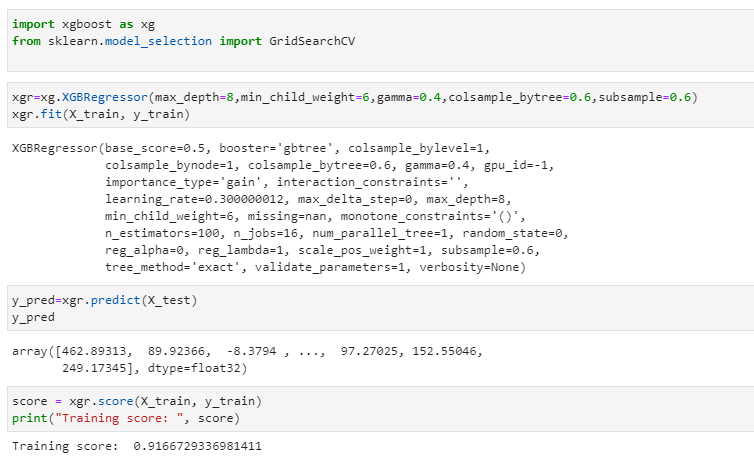 import xgboost as xg
from sklearn.model_selection import GridSearchCV
xgr=xg.XGBRegressor(max_depth=8,min_child_weight=6,gamma=0.4,colsample_bytree=0.6,subsample=0.6)
xgr.fit(X_train, y_train)
XGBRegressor(base_score=0.5, booster='gbtree', colsample_bylevel=1,
colsample_bynode=1, colsample_bytree=0.6, gamma=0.4, gpu_id=-1,
importance_type='gain', interaction_constraints='',
learning_rate=0.300000012, max_delta_step=0, max_depth=8,
min_child_weight=6, missing=nan, monotone_constraints='()',
n_estimators=100, n_jobs=16, num_parallel_tree=1, random_state=0,
reg_alpha=0, reg_lambda=1, scale_pos_weight=1, subsample=0.6,
tree_method='exact', validate_parameters=1, verbosity=None)
y_pred=xgr.predict(X_test)
y_pred
array([462.89313,  89.92366,  -8.3794 , ...,  97.27025, 152.55046,
249.17345], dtype=float32)
score = xgr.score(X_train, y_train)
print("Training score: ", score)
Training score:  0.9166729336981411